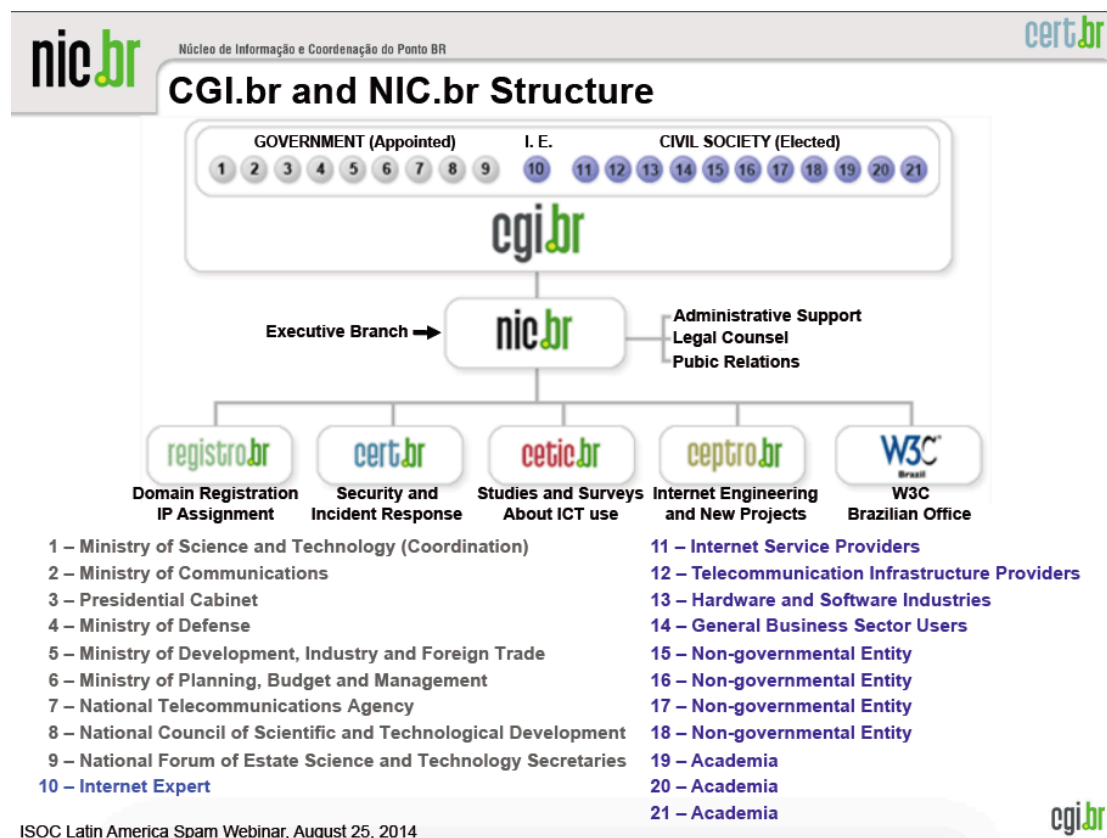 nic.br
Núcleo de Informação e Coordenação do Ponto BR
cert.br
CGI.br and NIC.br Structure
GOVERNMENT (Appointed) I. E. CIVIL SOCIETY (Elected)
1 2 3 4 5 6 7 8 9 10 11 12 13 14 15 16 17 18 19 20 21
cgi.br
Executive Branch
nic.br
Administrative Support
Legal Counsel
Pubic Relations
registro.br cert.br cetic.br ceptro.br W3C Brazil
Domain Registration Security and Studies and Surveys Internet Engineering W3C
IP Assignment Incident Response About ICT use and New Projects Brazilian Office
1 – Ministry of Science and Technology (Coordination)
2 – Ministry of Communications
3 – Presidential Cabinet
4 – Ministry of Defense
5 – Ministry of Development, Industry and Foreign Trade
6 – Ministry of Planning, Budget and Management
7 – National Telecommunications Agency
8 – National Council of Scientific and Technological Development
9 – National Forum of Estate Science and Technology Secretaries
10 – Internet Expert
11 – Internet Service Providers
12 – Telecommunication Infrastructure Providers
13 – Hardware and Software Industries
14 – General Business Sector Users
15 – Non-governmental Entity
16 – Non-governmental Entity
17 – Non-governmental Entity
18 – Non-governmental Entity
19 – Academia
20 – Academia
21 – Academia
ISOC Latin America Spam Webinar, August 25, 2014
cgi.br